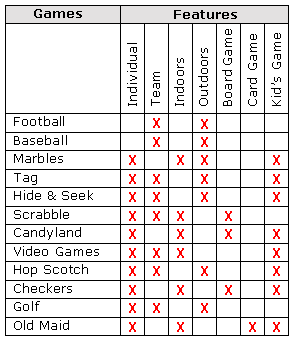 Games Features
Individual Team Indoors Outdoors Board Game Card Game Kid's Game
Football X X
Baseball X X
Marbles X X X X
Tag X X X X
Hide & Seek X X X X
Scrabble X X X X
Candyland X X X X
Video Games X X X X
Hop Scotch X X X X
Checkers X X X X
Golf X X X
Old Maid X X X X